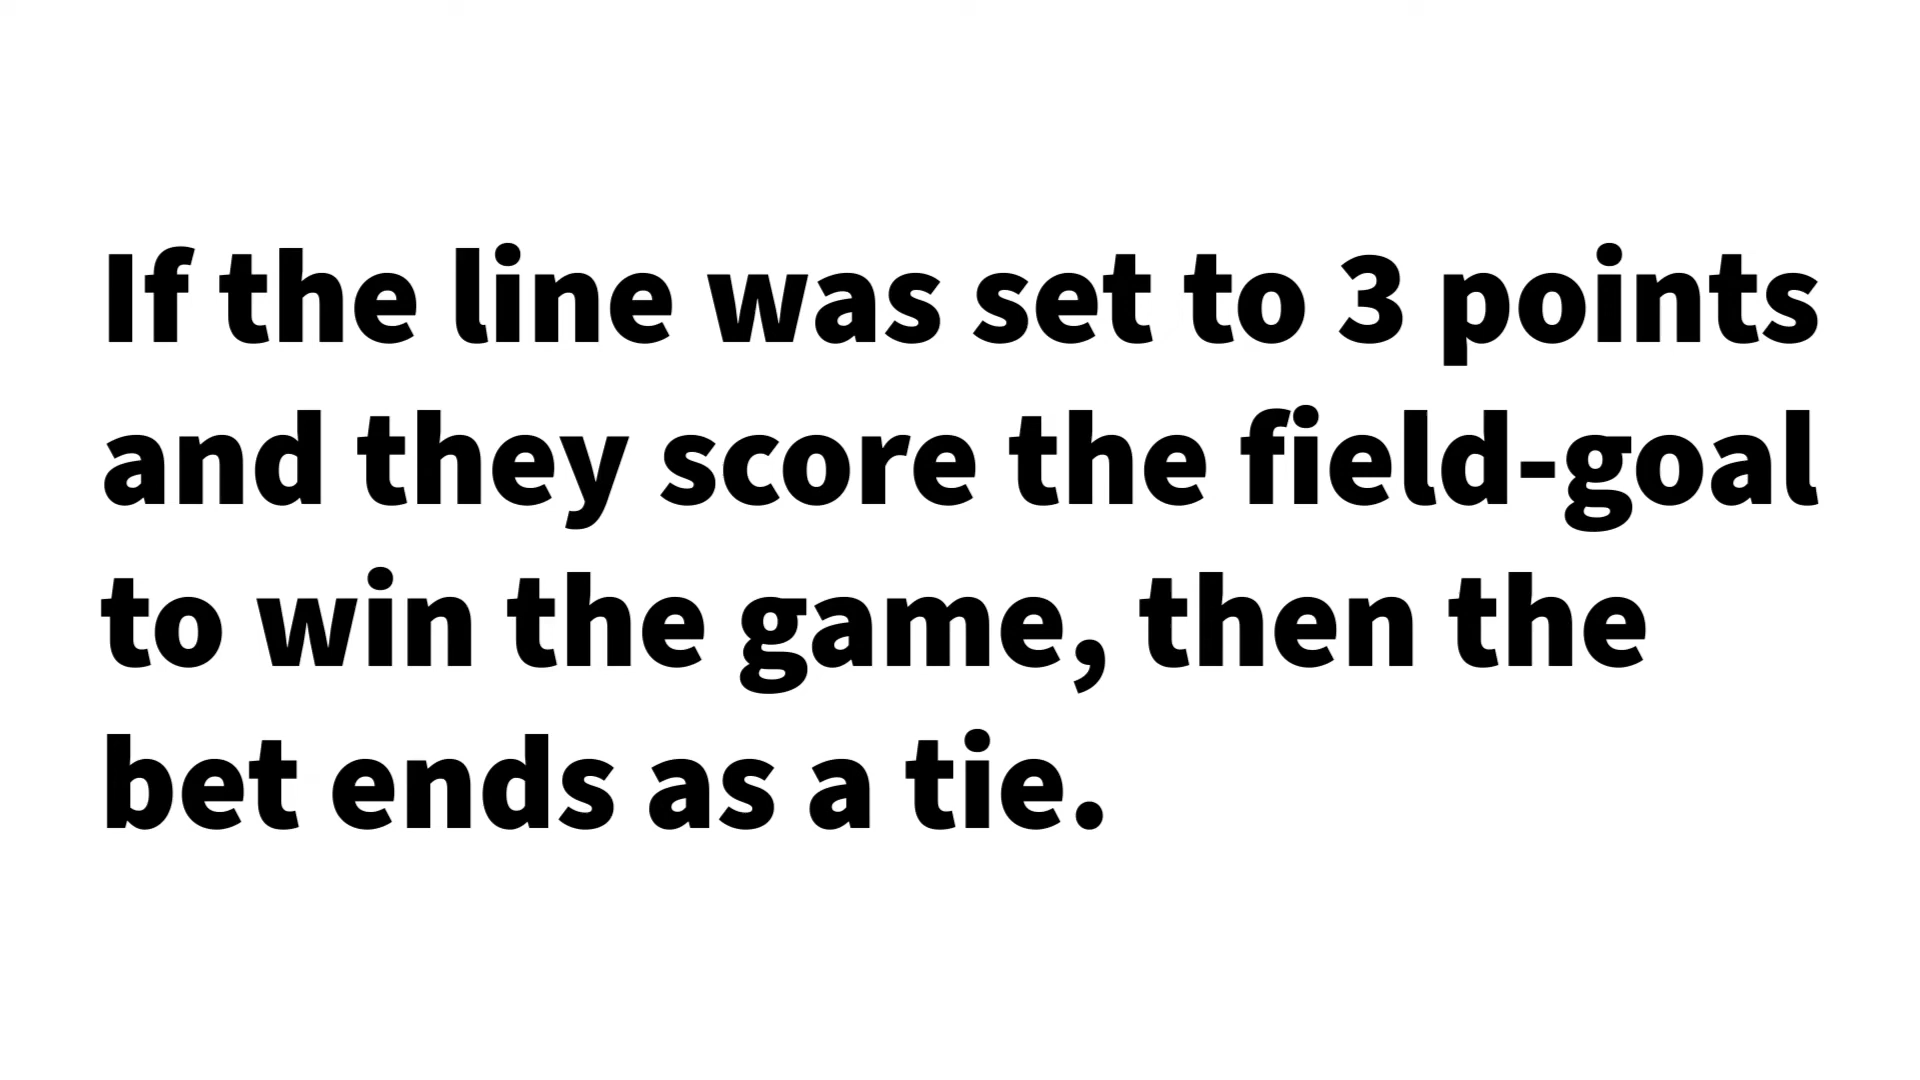 If the line was set to 3 points
and they score the field-goal
to win the game, then the
bet ends as a tie.